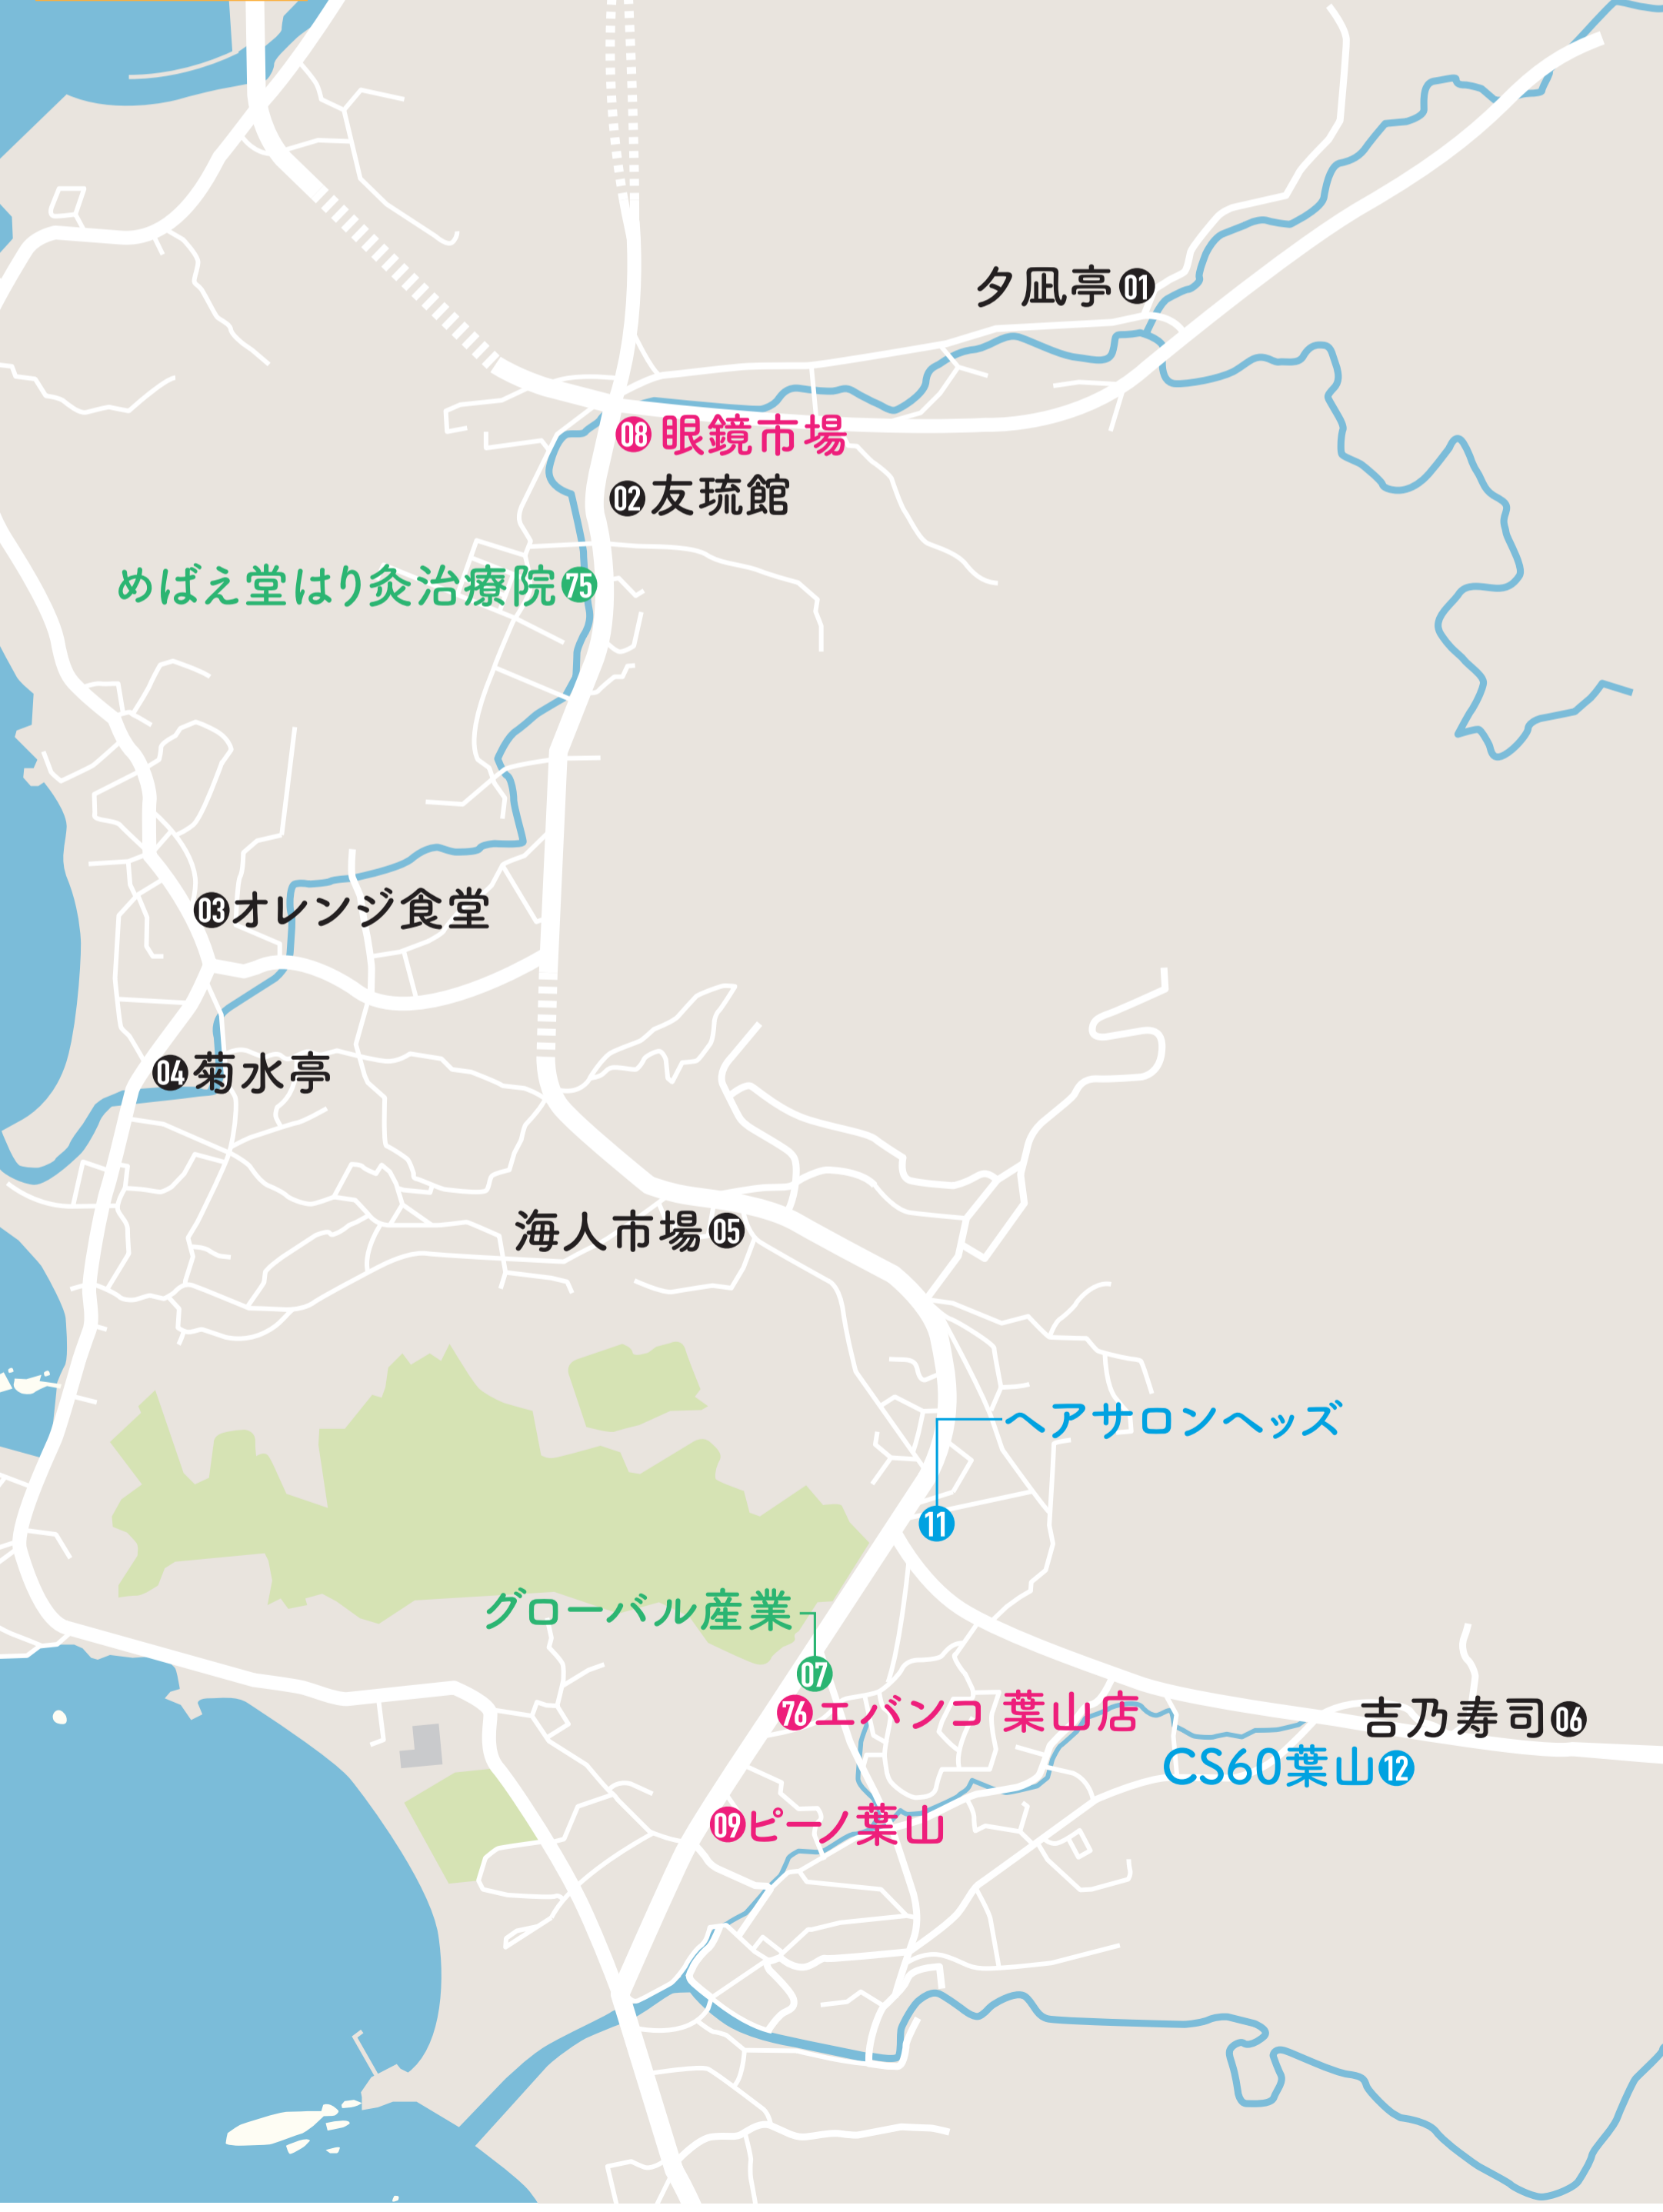 夕凪亭01
08眼鏡市場
02友琉館
めばえ堂はり灸治療院75
03オレンジ食堂
04菊水亭
海人市場05
ヘアサロンヘッズ
11
グローバル産業
07
76エバンコ葉山店
吉乃寿司06
CS60葉山12
09ピーノ葉山